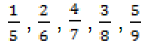 1/5 , 2/6 , 4/7 , 3/8 , 5/9